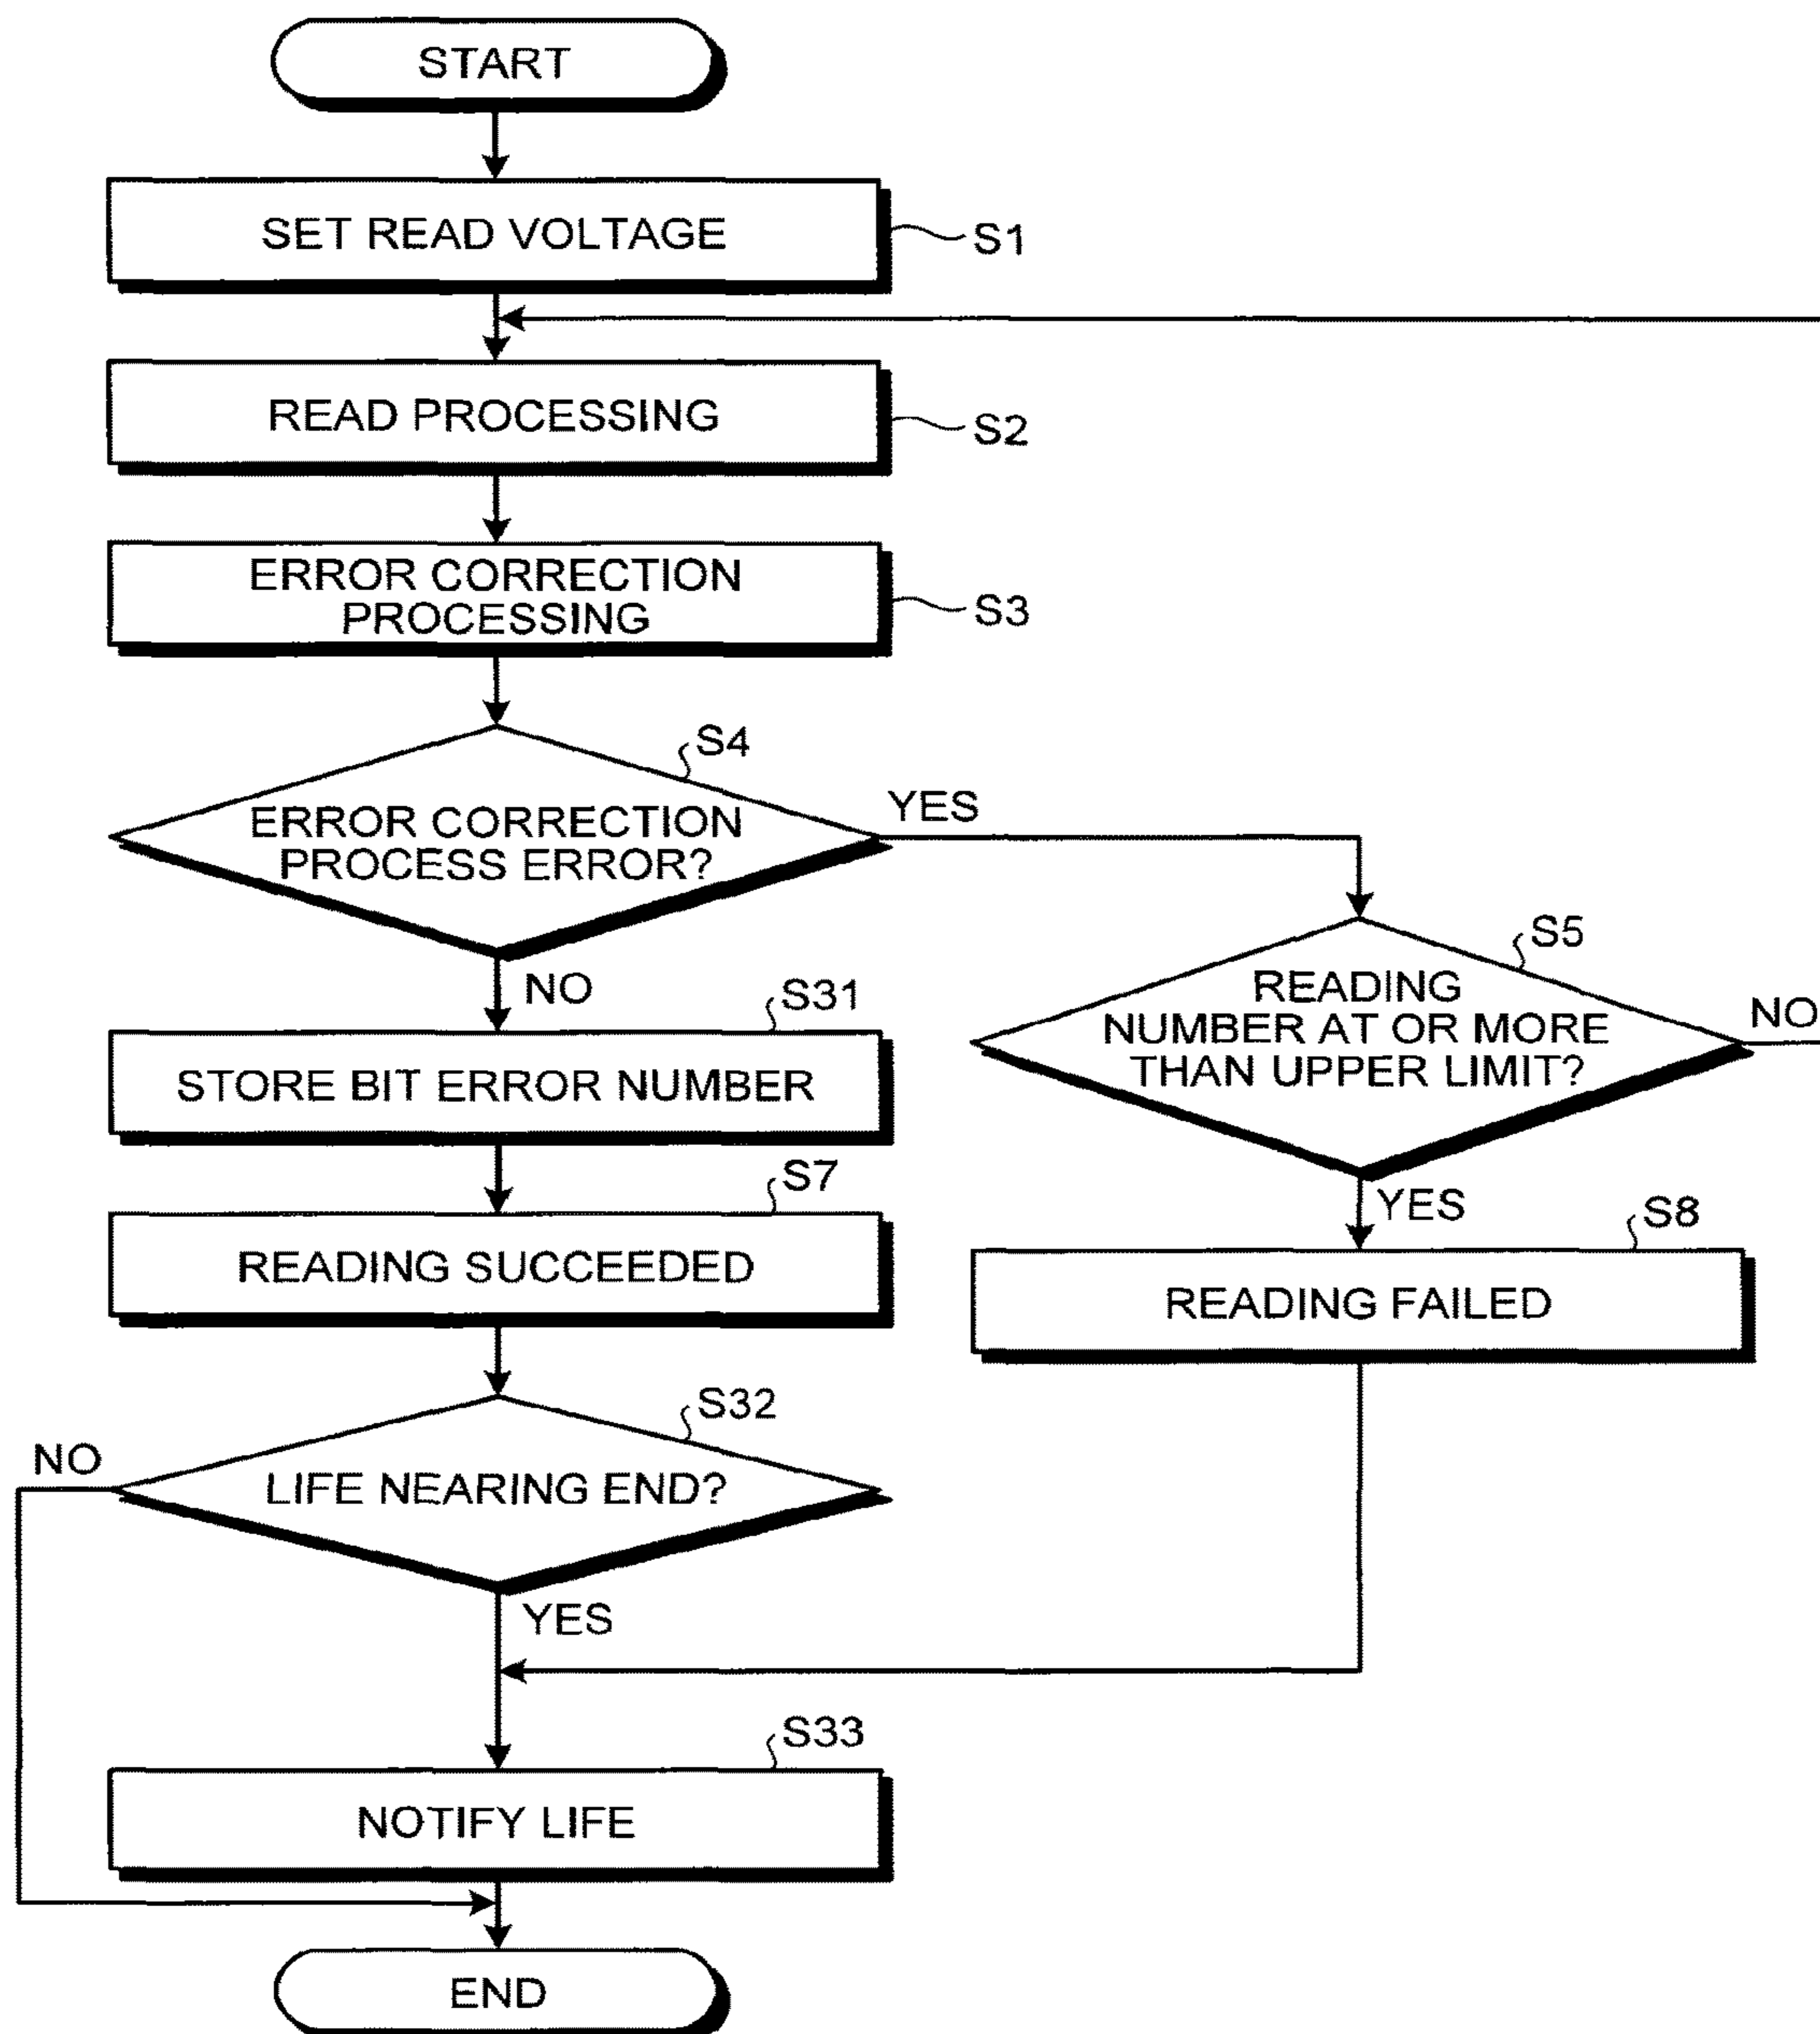 START
SET READ VOLTAGE
S1
READ PROCESSING
S2
ERROR CORRECTION
PROCESSING
S3
S4
ERROR CORRECTION
PROCESS ERROR?
YES
NO
S5
READING
NUMBER AT OR MORE
THAN UPPER LIMIT?
NO
YES
S31
STORE BIT ERROR NUMBER
S7
READING SUCCEEDED
S8
READING FAILED
S32
LIFE NEARING END?
NO
YES
S33
NOTIFY LIFE
END